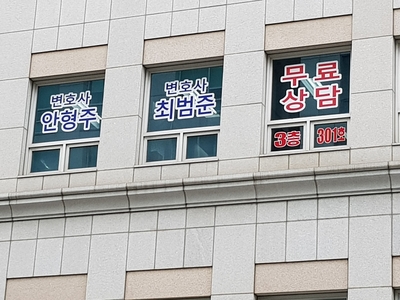 변호사
안형주
변호사
최범준
무료
상담
3층 301호